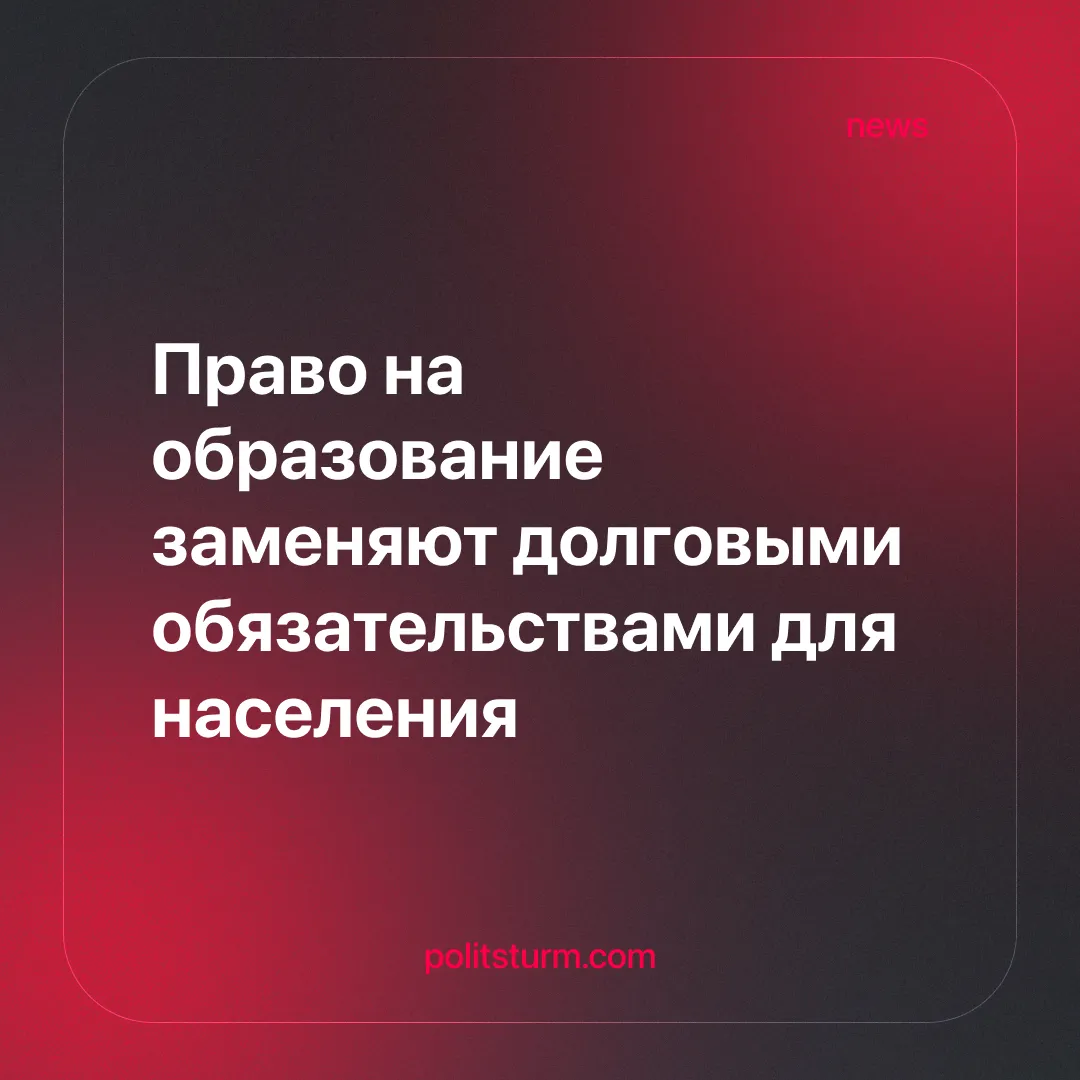 news
Право на
образование
заменяют долговыми
обязательствами для
населения
politsturm.com